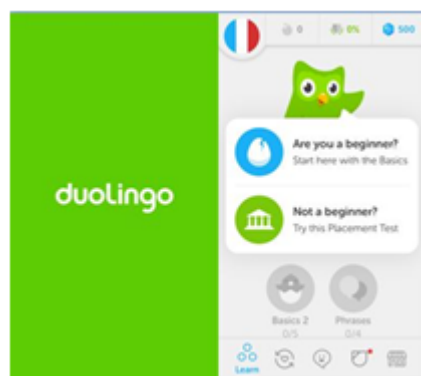 duolingo
0
0%
500
Are you a beginner?
Start here with the Basics
Not a beginner?
Try this Placement Test
Basics 2
Phrases
0/5
0/4
Learn